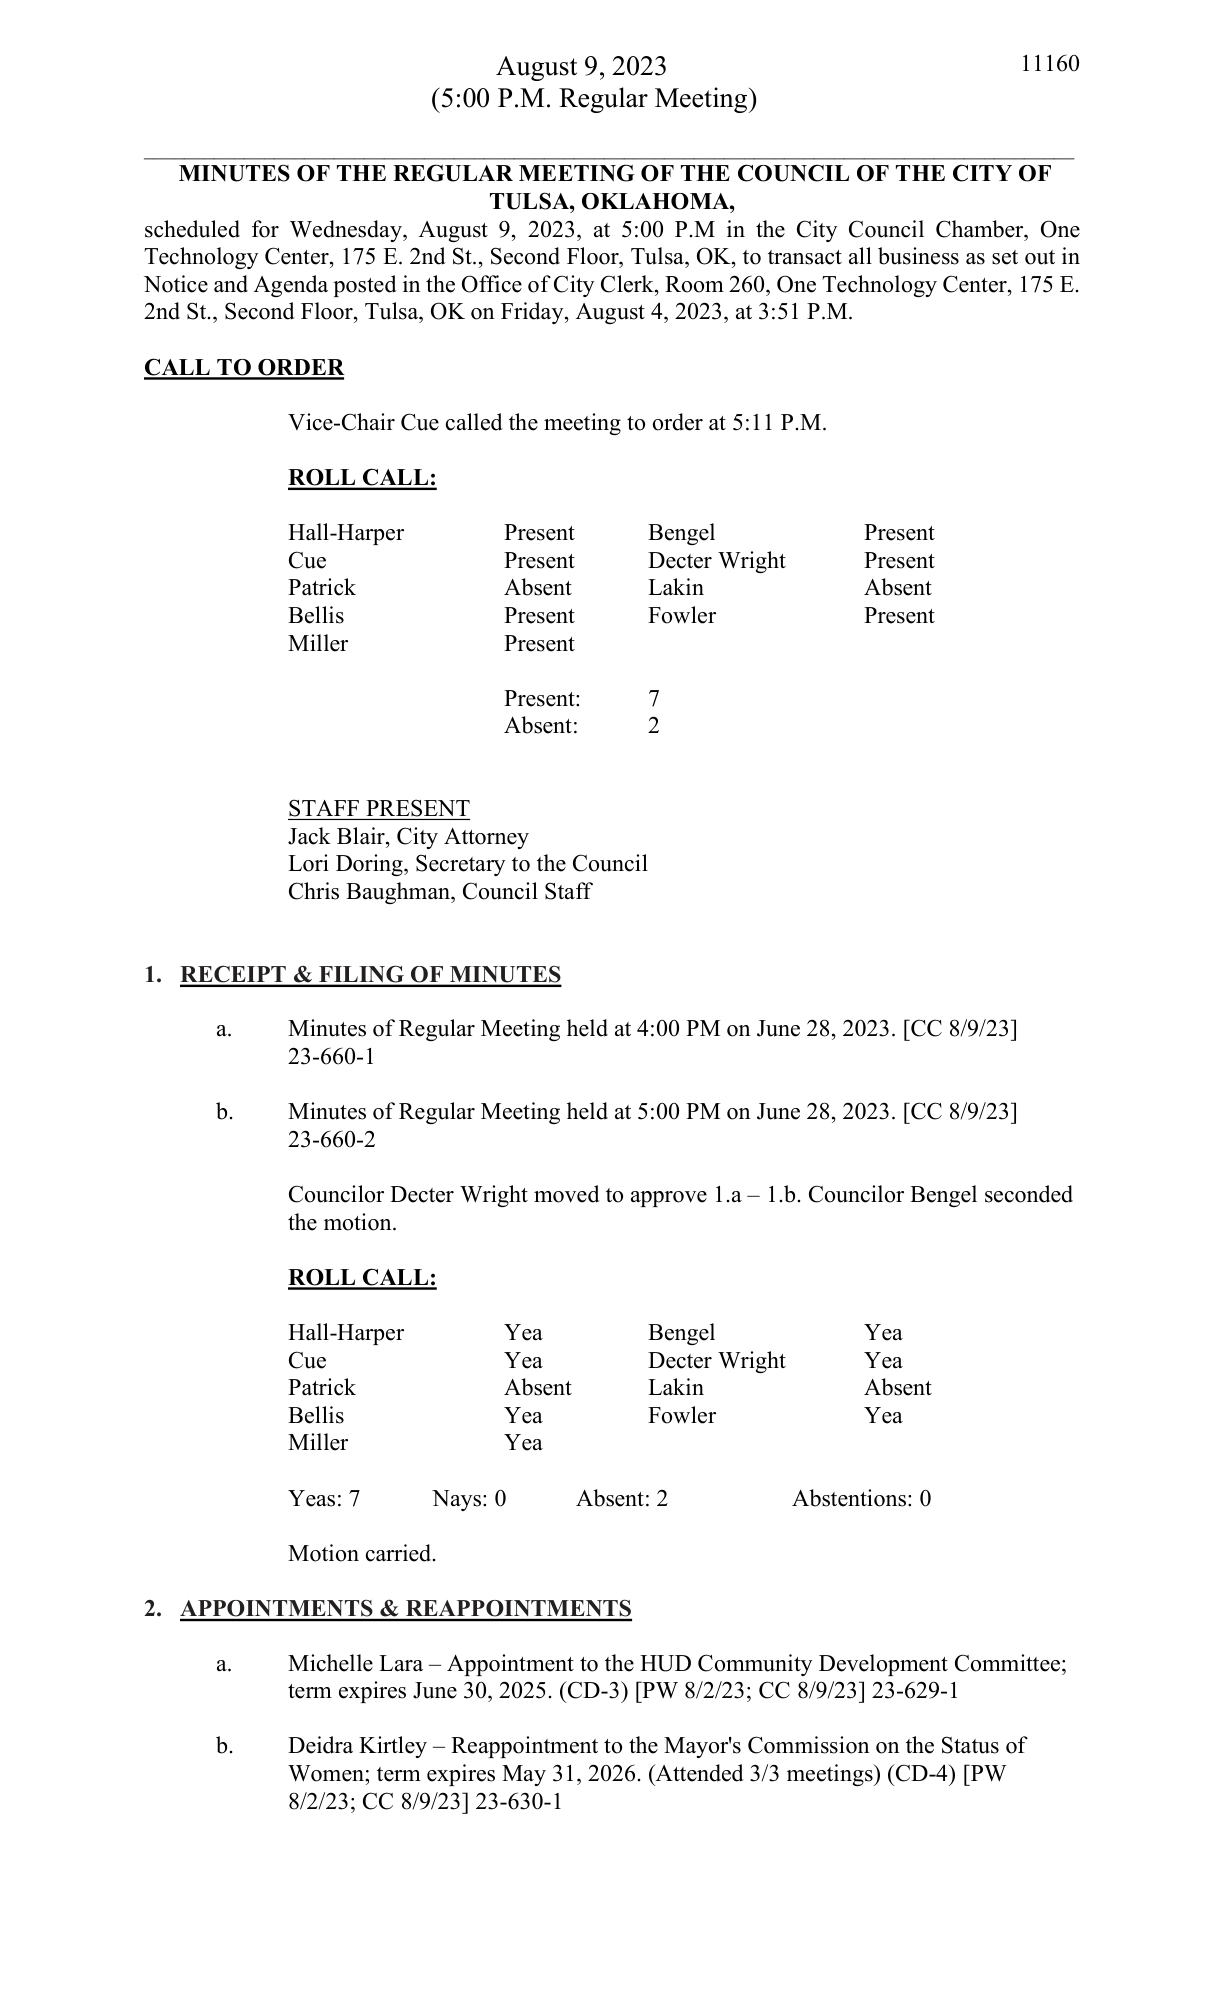 August 9, 2023 11160
(5:00 P.M. Regular Meeting)
MINUTES OF THE REGULAR MEETING OF THE COUNCIL OF THE CITY OF
TULSA, OKLAHOMA,
scheduled for Wednesday, August 9, 2023, at 5:00 P.M in the City Council Chamber, One
Technology Center, 175 E. 2nd St., Second Floor, Tulsa, OK, to transact all business as set out in
Notice and Agenda posted in the Office of City Clerk, Room 260, One Technology Center, 175 E.
2nd St., Second Floor, Tulsa, OK on Friday, August 4, 2023, at 3:51 P.M.
CALL TO ORDER
Vice-Chair Cue called the meeting to order at 5:11 P.M.
ROLL CALL:
Hall-Harper Present Bengel Present
Cue Present Decter Wright Present
Patrick Absent Lakin Absent
Bellis Present Fowler Present
Miller Present
Present: 7
Absent: 2
STAFF PRESENT
Jack Blair, City Attorney
Lori Doring, Secretary to the Council
Chris Baughman, Council Staff
1. RECEIPT & FILING OF MINUTES
a. Minutes of Regular Meeting held at 4:00 PM on June 28, 2023. [CC 8/9/23]
23-660-1
b. Minutes of Regular Meeting held at 5:00 PM on June 28, 2023. [CC 8/9/23]
23-660-2
Councilor Decter Wright moved to approve 1.a – 1.b. Councilor Bengel seconded
the motion.
ROLL CALL:
Hall-Harper Yea Bengel Yea
Cue Yea Decter Wright Yea
Patrick Absent Lakin Absent
Bellis Yea Fowler Yea
Miller Yea
Yeas: 7 Nays: 0 Absent: 2 Abstentions: 0
Motion carried.
2. APPOINTMENTS & REAPPOINTMENTS
a. Michelle Lara – Appointment to the HUD Community Development Committee;
term expires June 30, 2025. (CD-3) [PW 8/2/23; CC 8/9/23] 23-629-1
b. Deidra Kirtley – Reappointment to the Mayor's Commission on the Status of
Women; term expires May 31, 2026. (Attended 3/3 meetings) (CD-4) [PW
8/2/23; CC 8/9/23] 23-630-1